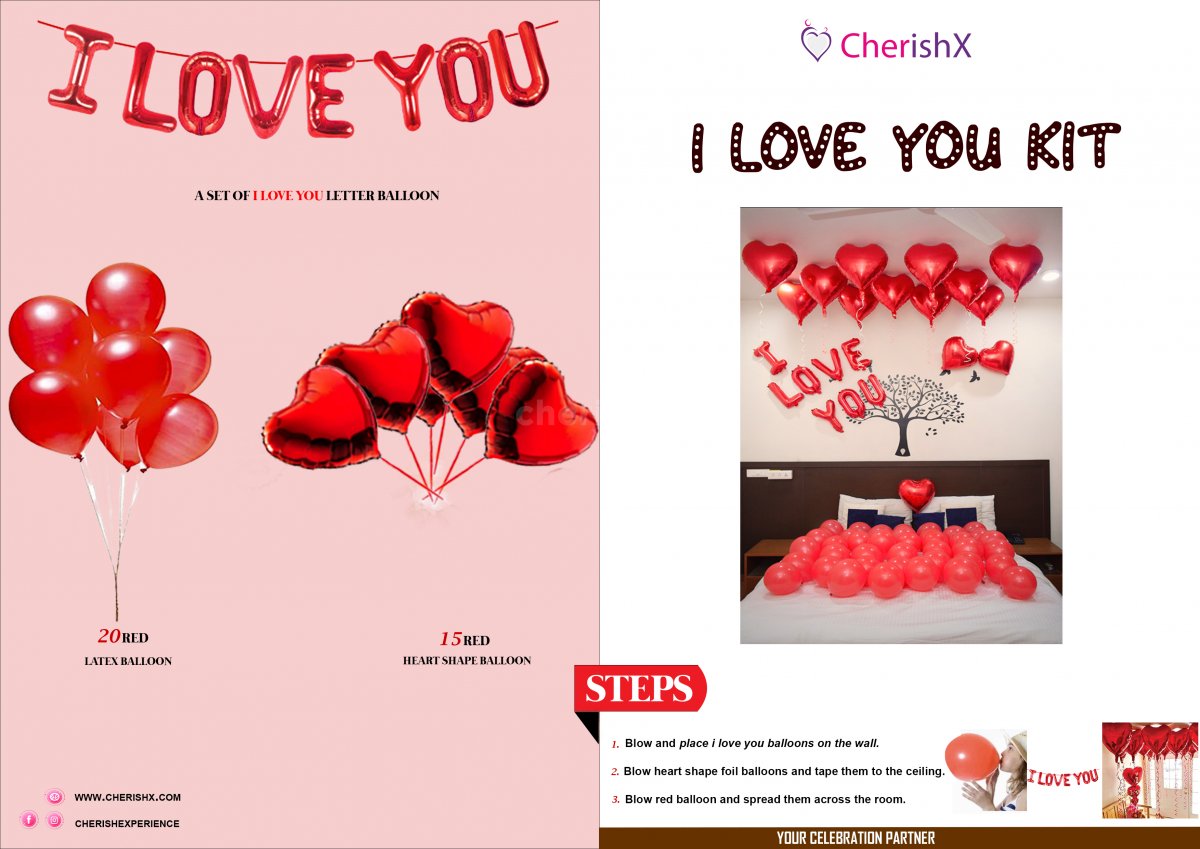 I LOVE YOU
A SET OF I LOVE YOU LETTER BALLOON
20 RED
LATEX BALLOON
15 RED
HEART SHAPE BALLOON
WWW.CHERISHX.COM
CHERISHEXPERIENCE
CherishX
I LOVE YOU KIT
I
LOVE
YOU
STEPS
1. Blow and place i love you balloons on the wall.
2. Blow heart shape foil balloons and tape them to the ceiling.
3. Blow red balloon and spread them across the room.
I LOVE YOU
YOUR CELEBRATION PARTNER